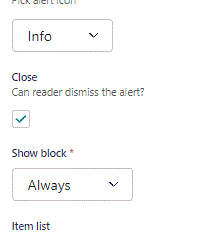 Pick alert icon
Info
Close
Can reader dismiss the alert?
Show block *
Always
Item list